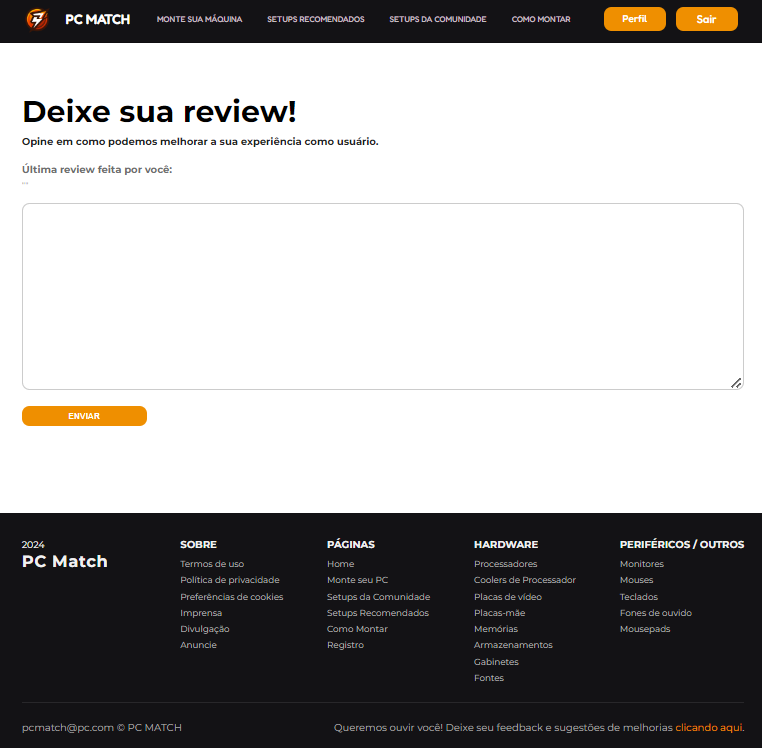 PC MATCH
MONTE SUA MÁQUINA
SETUPS RECOMENDADOS
SETUPS DA COMUNIDADE
COMO MONTAR
Perfil
Sair
Deixe sua review!
Opine em como podemos melhorar a sua experiência como usuário.
Última review feita por você:
ENVIAR
2024
PC Match
SOBRE
Termos de uso
Política de privacidade
Preferências de cookies
Imprensa
Divulgação
Anuncie
PÁGINAS
Home
Monte seu PC
Setups da Comunidade
Setups Recomendados
Como Montar
Registro
HARDWARE
Processadores
Coolers de Processador
Placas de vídeo
Placas-mãe
Memórias
Armazenamentos
Gabinetes
Fontes
PERIFÉRICOS / OUTROS
Monitores
Mouses
Teclados
Fones de ouvido
Mousepads
pcmatch@pc.com © PC MATCH
Queremos ouvir você! Deixe seu feedback e sugestões de melhorias clicando aqui.